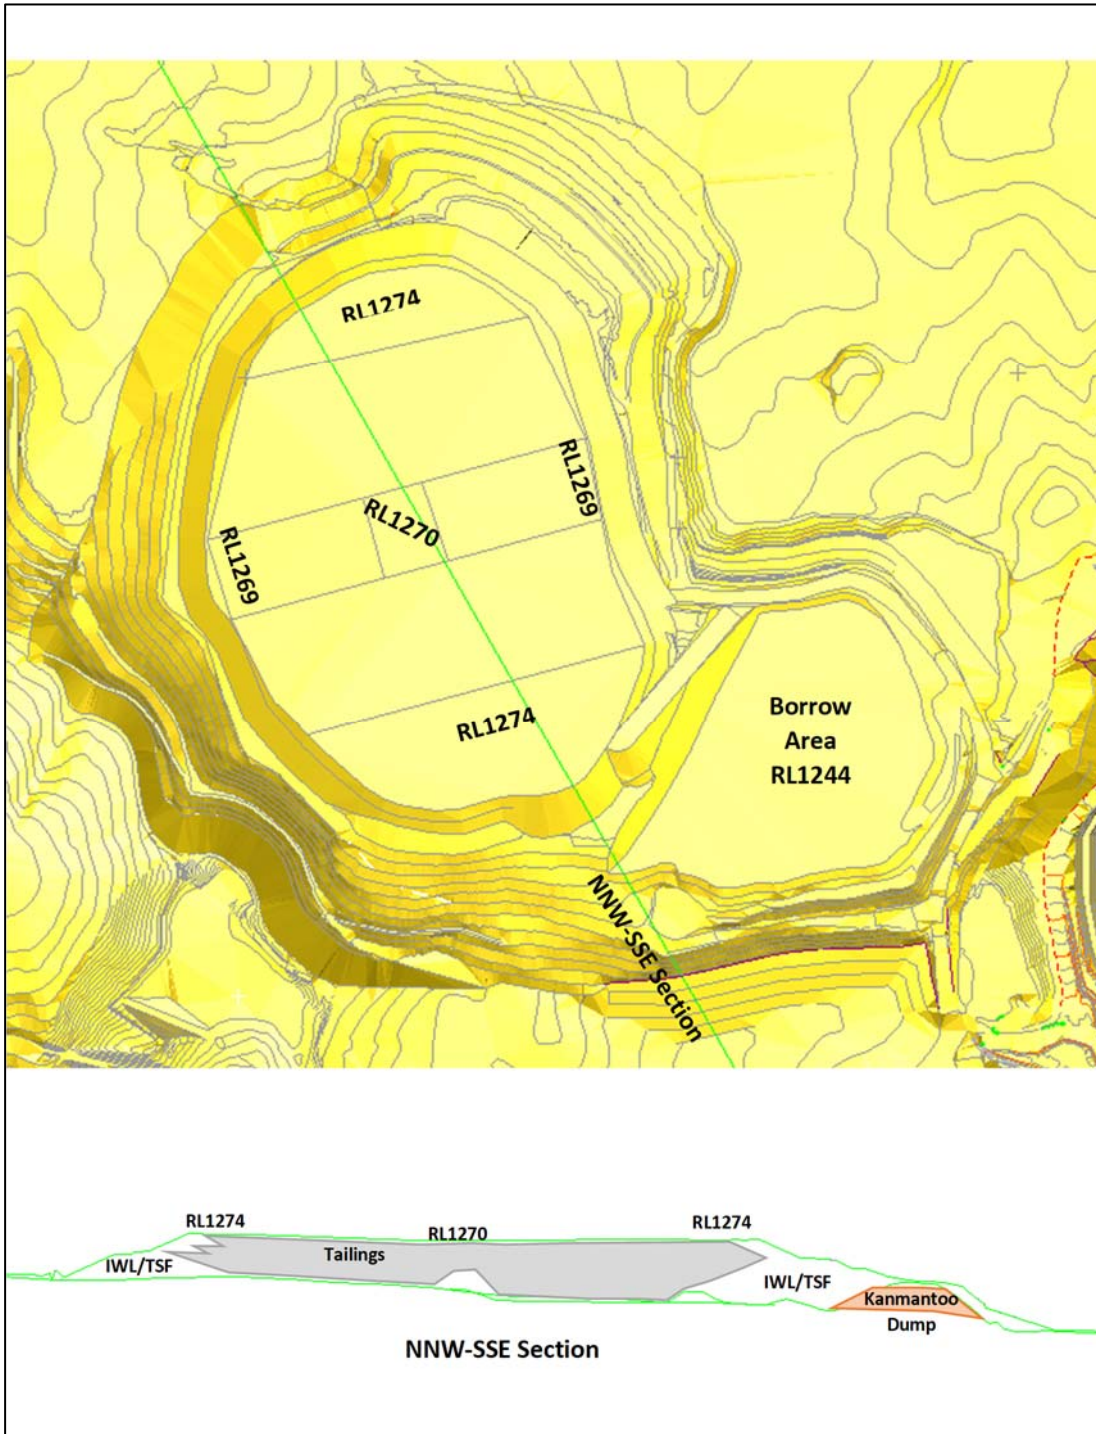 RL1274
RL1269
RL1270
RL1269
RL1274
Borrow
Area
RL1244
NNW-SSE Section
RL1274
RL1270
RL1274
Tailings
IWL/TSF
IWL/TSF
Kanmantoo
Dump
NNW-SSE Section